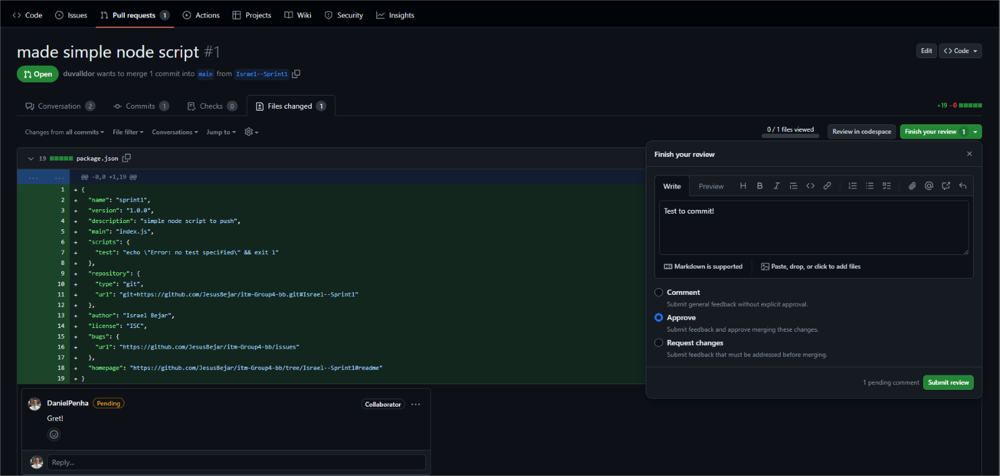 Code Issues Pull requests 1 Actions Projects Wiki Security Insights
made simple node script #1
Edit <> Code
Open duvalldor wants to merge 1 commit into main from Israel--Sprint1
Conversation 2 Commits 1 Checks 0 Files changed 1
+19 −0
Changes from all commits File filter Conversations Jump to
0 / 1 files viewed Review in codespace Finish your review 1
19 package.json
... ... @@ -0,0 +1,19 @@
1 + {
2 + "name": "sprint1",
3 + "version": "1.0.0",
4 + "description": "simple node script to push",
5 + "main": "index.js",
6 + "scripts": {
7 + "test": "echo \"Error: no test specified\" && exit 1"
8 + },
9 + "repository": {
10 + "type": "git",
11 + "url": "git+https://github.com/JesusBejar/itm-Group4-bb.git#Israel--Sprint1"
12 + },
13 + "author": "Israel Bejar",
14 + "license": "ISC",
15 + "bugs": {
16 + "url": "https://github.com/JesusBejar/itm-Group4-bb/issues"
17 + },
18 + "homepage": "https://github.com/JesusBejar/itm-Group4-bb/tree/Israel--Sprint1#readme"
19 + }
DanielPenha Pending Collaborator ...
Gret!
Reply...
Finish your review
Write Preview H B I
Test to commit!
Markdown is supported Paste, drop, or click to add files
Comment
Submit general feedback without explicit approval.
Approve
Submit feedback and approve merging these changes.
Request changes
Submit feedback that must be addressed before merging.
1 pending comment Submit review